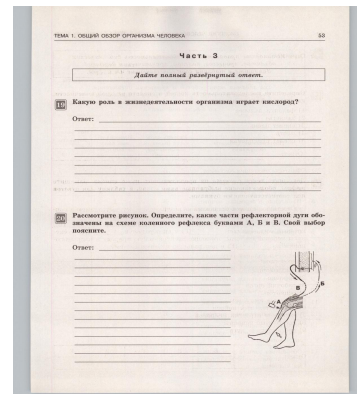 ТЕМА 1. ОБЩИЙ ОБЗОР ОРГАНИЗМА ЧЕЛОВЕКА 53
Часть 3
Дайте полный развёрнутый ответ.
19 Какую роль в жизнедеятельности организма играет кислород?
Ответ:
20 Рассмотрите рисунок. Определите, какие части рефлекторной дуги обо-
значены на схеме коленного рефлекса буквами А, Б и В. Свой выбор
поясните.
Ответ:
В
Б
А